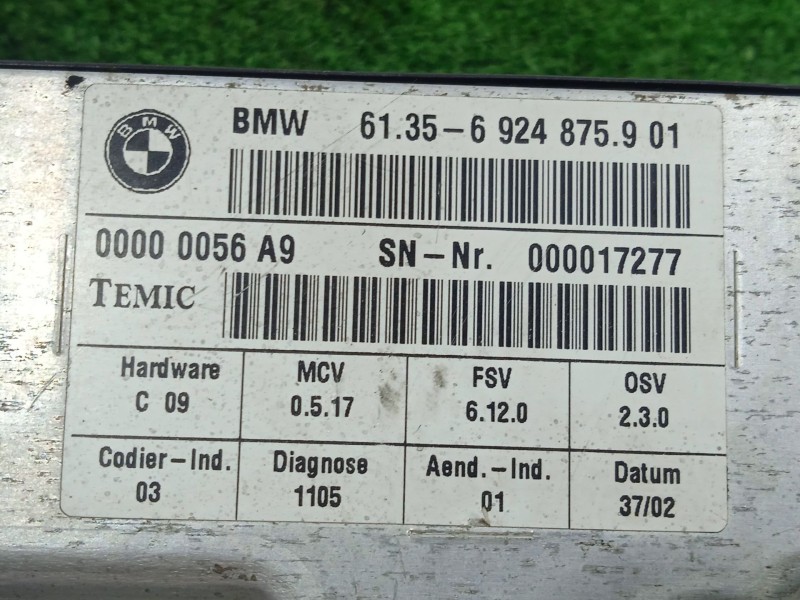 BMW
BMW 61.35-6 924 875.9 01
0000 0056 A9 SN-Nr. 000017277
TEMIC
Hardware MCV FSV OSV
C 09 0.5.17 6.12.0 2.3.0
Codier-Ind. Diagnose Aend.-Ind. Datum
03 1105 01 37/02